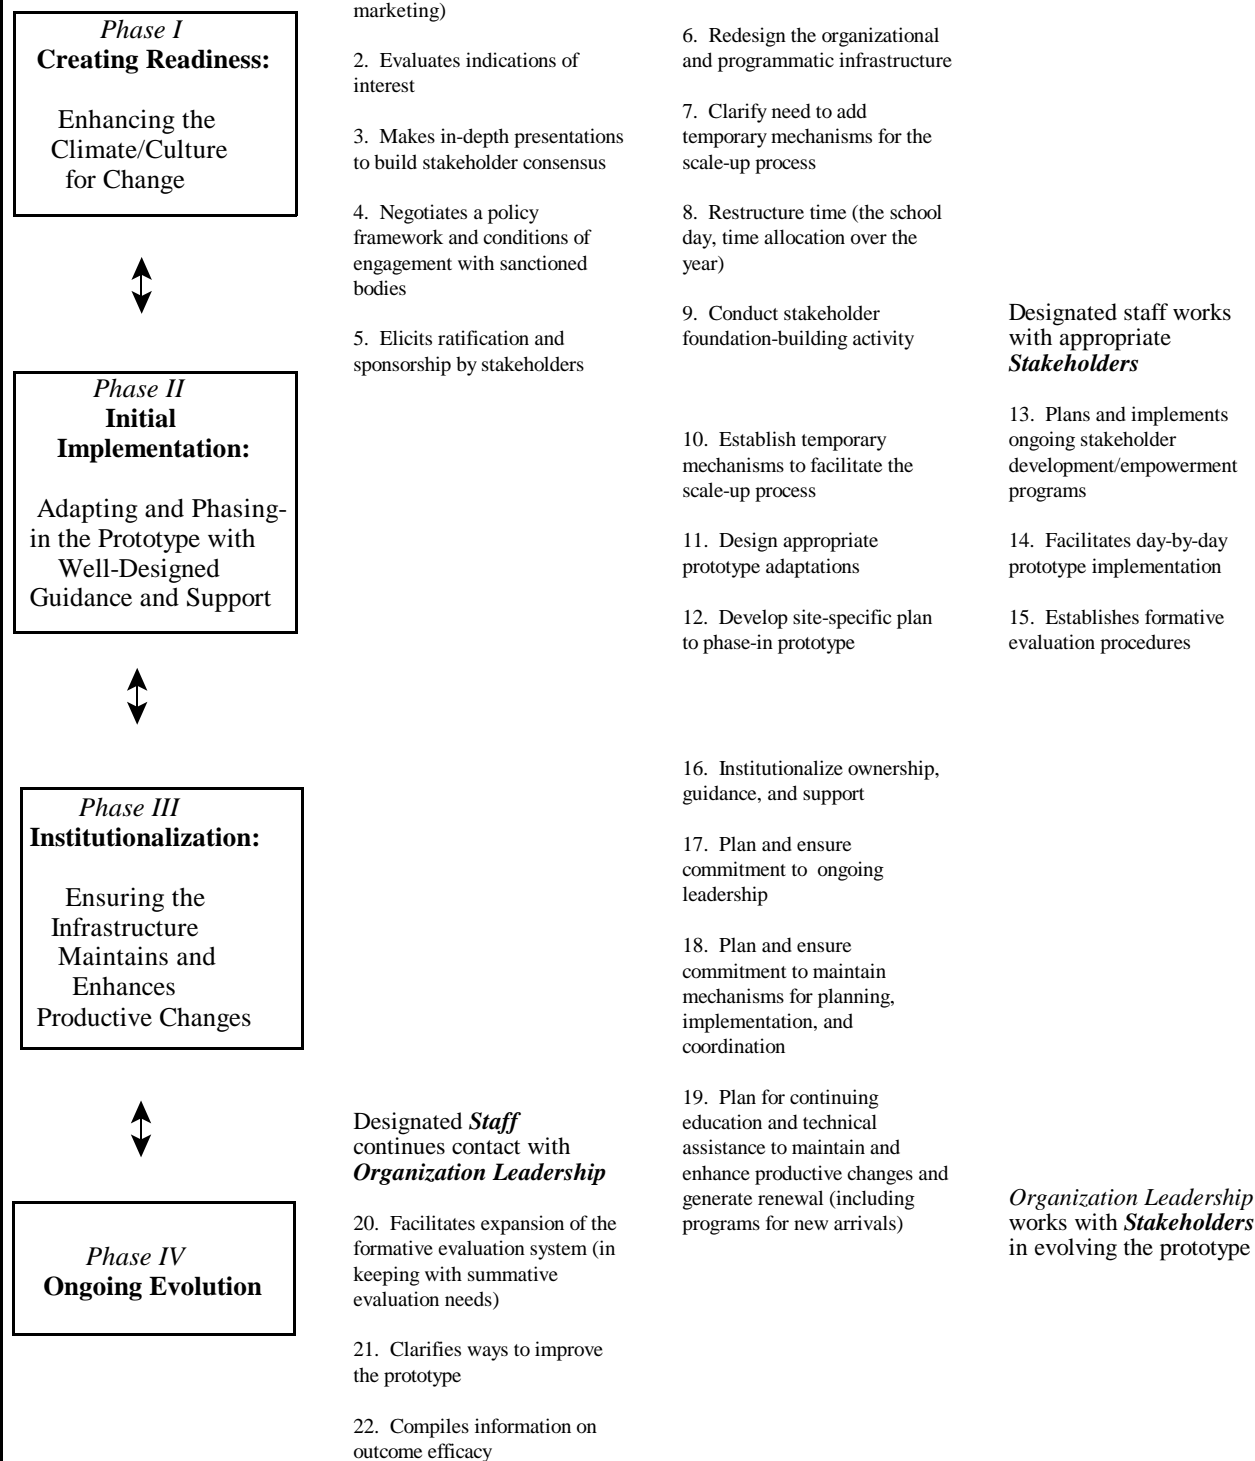 marketing)
Phase I
Creating Readiness:
Enhancing the
Climate/Culture
for Change
2. Evaluates indications of
interest
3. Makes in-depth presentations
to build stakeholder consensus
4. Negotiates a policy
framework and conditions of
engagement with sanctioned
bodies
5. Elicits ratification and
sponsorship by stakeholders
6. Redesign the organizational
and programmatic infrastructure
7. Clarify need to add
temporary mechanisms for the
scale-up process
8. Restructure time (the school
day, time allocation over the
year)
9. Conduct stakeholder
foundation-building activity
Phase II
Initial
Implementation:
Adapting and Phasing-
in the Prototype with
Well-Designed
Guidance and Support
10. Establish temporary
mechanisms to facilitate the
scale-up process
11. Design appropriate
prototype adaptations
12. Develop site-specific plan
to phase-in prototype
Designated staff works
with appropriate
Stakeholders
13. Plans and implements
ongoing stakeholder
development/empowerment
programs
14. Facilitates day-by-day
prototype implementation
15. Establishes formative
evaluation procedures
Phase III
Institutionalization:
Ensuring the
Infrastructure
Maintains and
Enhances
Productive Changes
16. Institutionalize ownership,
guidance, and support
17. Plan and ensure
commitment to ongoing
leadership
18. Plan and ensure
commitment to maintain
mechanisms for planning,
implementation, and
coordination
19. Plan for continuing
education and technical
assistance to maintain and
enhance productive changes and
generate renewal (including
programs for new arrivals)
Phase IV
Ongoing Evolution
Designated Staff
continues contact with
Organization Leadership
20. Facilitates expansion of the
formative evaluation system (in
keeping with summative
evaluation needs)
21. Clarifies ways to improve
the prototype
22. Compiles information on
outcome efficacy
Organization Leadership
works with Stakeholders
in evolving the prototype